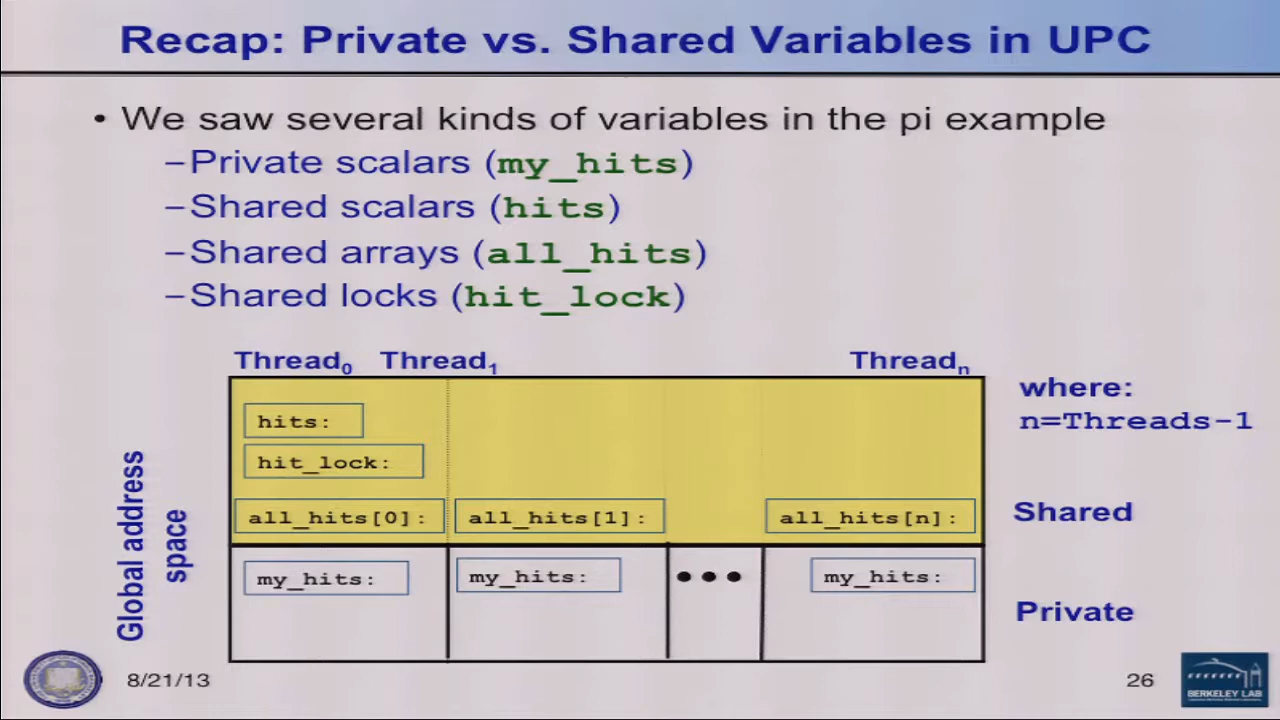 Recap: Private vs. Shared Variables in UPC
• We saw several kinds of variables in the pi example
–Private scalars (my_hits)
–Shared scalars (hits)
–Shared arrays (all_hits)
–Shared locks (hit_lock)
Thread0 Thread1 Threadn
where:
n=Threads-1
hits:
hit_lock:
all_hits[0]: all_hits[1]: all_hits[n]:
Shared
Global address
space
my_hits: my_hits: ••• my_hits:
Private
8/21/13
26
BERKELEY LAB